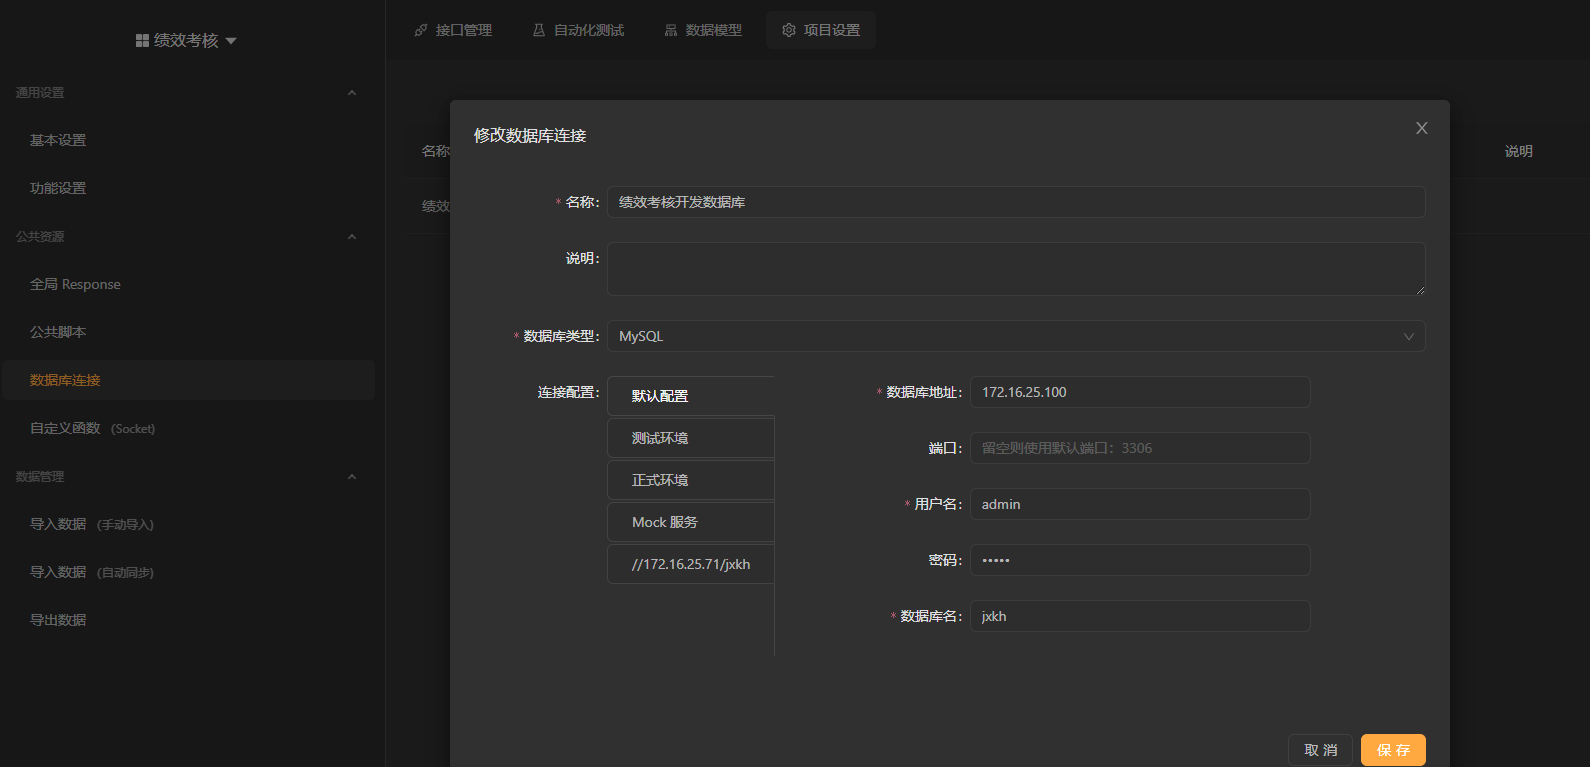 绩效考核
接口管理
自动化测试
数据模型
项目设置
通用设置
基本设置
功能设置
公共资源
全局 Response
公共脚本
数据库连接
自定义函数 (Socket)
数据管理
导入数据 (手动导入)
导入数据 (自动同步)
导出数据
名称
说明
绩效
修改数据库连接
* 名称: 绩效考核开发数据库
说明:
* 数据库类型: MySQL
连接配置:
默认配置
测试环境
正式环境
Mock 服务
//172.16.25.71/jxkh
* 数据库地址: 172.16.25.100
端口: 留空则使用默认端口：3306
* 用户名: admin
密码: •••••
* 数据库名: jxkh
取 消
保 存